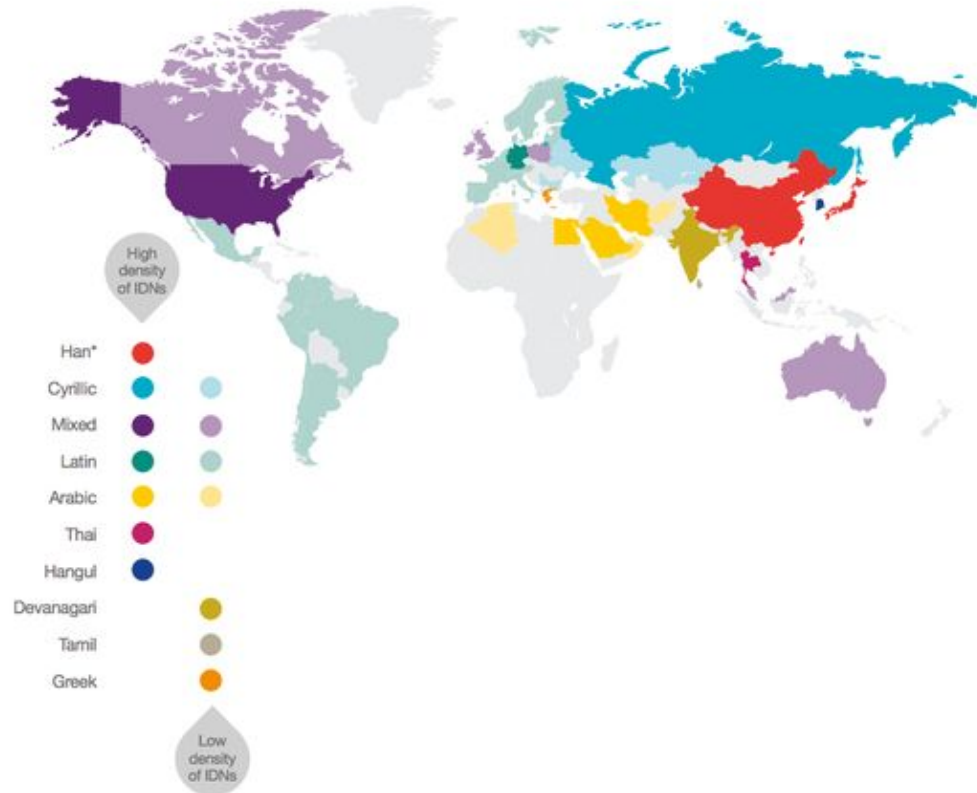 High
density
of IDNs
Han*
Cyrillic
Mixed
Latin
Arabic
Thai
Hangul
Devanagari
Tamil
Greek
Low
density
of IDNs